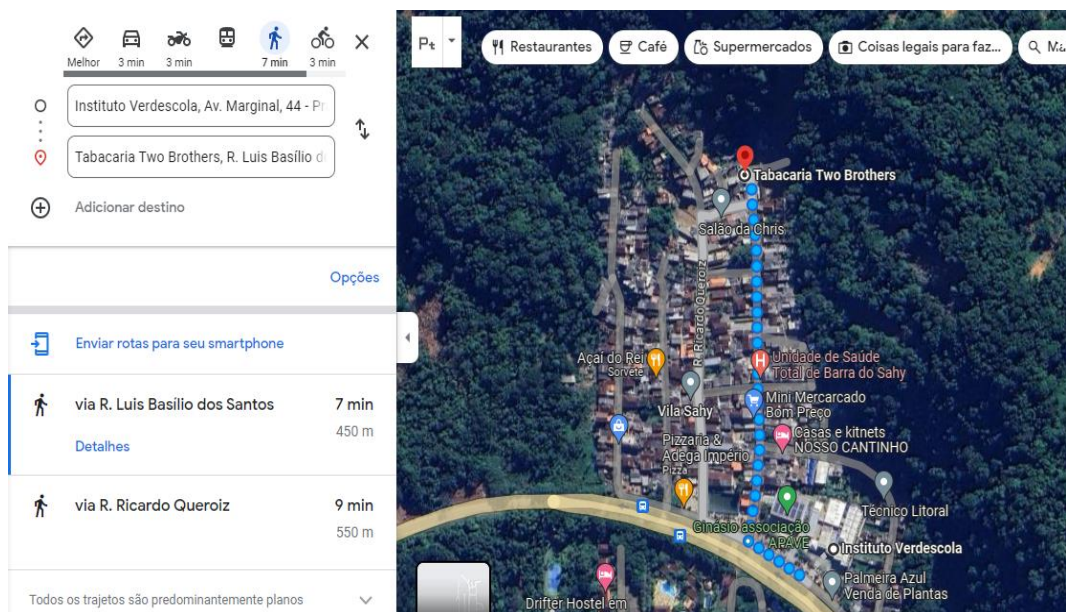 Melhor
3 min
3 min
7 min
3 min
Instituto Verdescola, Av. Marginal, 44 - Pr
Tabacaria Two Brothers, R. Luis Basílio d
Adicionar destino
Opções
Enviar rotas para seu smartphone
via R. Luis Basílio dos Santos
7 min
450 m
Detalhes
via R. Ricardo Queroiz
9 min
550 m
Todos os trajetos são predominantemente planos
Restaurantes
Café
Supermercados
Coisas legais para faz...
Tabacaria Two Brothers
Salão da Chris
R. Ricardo Queroiz
Açaí do Rei
Sorvete
H
Unidade de Saúde
Total de Barra do Sahy
Vila Sahy
Mini Mercarcado
Bom Preço
Pizzaria &
Adega Império
Pizza
Casas e kitnets
NOSSO CANTINHO
Técnico Litoral
Ginásio associação
APAVE
Instituto Verdescola
Palmeira Azul
Venda de Plantas
Drifter Hostel em